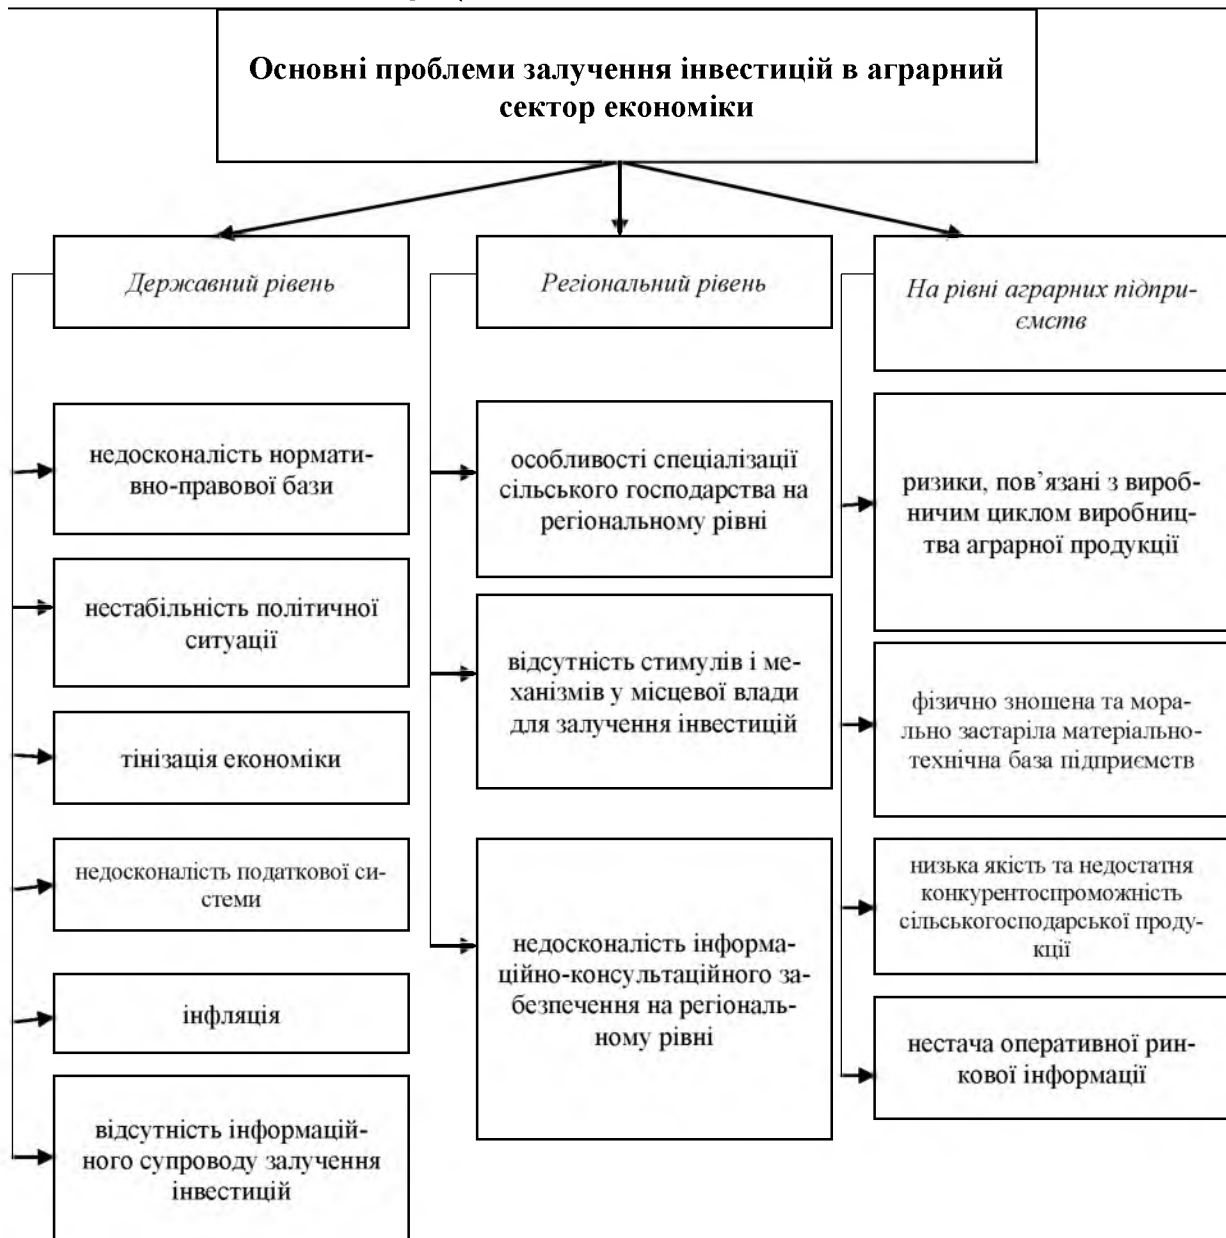 Основні проблеми залучення інвестицій в аграрний
сектор економіки
Державний рівень
недосконалість нормати-
вно-правової бази
нестабільність політичної
ситуації
тінізація економіки
недосконалість податкової си-
стеми
інфляція
відсутність інформацій-
ного супроводу залучення
інвестицій
Регіональний рівень
особливості спеціалізації
сільського господарства на
регіональному рівні
відсутність стимулів і ме-
ханізмів у місцевої влади
для залучення інвестицій
недосконалість інформа-
ційно-консультаційного за-
безпечення на регіональ-
ному рівні
На рівні аграрних підпри-
ємств
ризики, пов’язані з вироб-
ничим циклом виробниц-
тва аграрної продукції
фізично зношена та мора-
льно застаріла матеріально-
технічна база підприємств
низька якість та недостатня
конкурентоспроможність
сільськогосподарської проду-
кції
нестача оперативної рин-
кової інформації